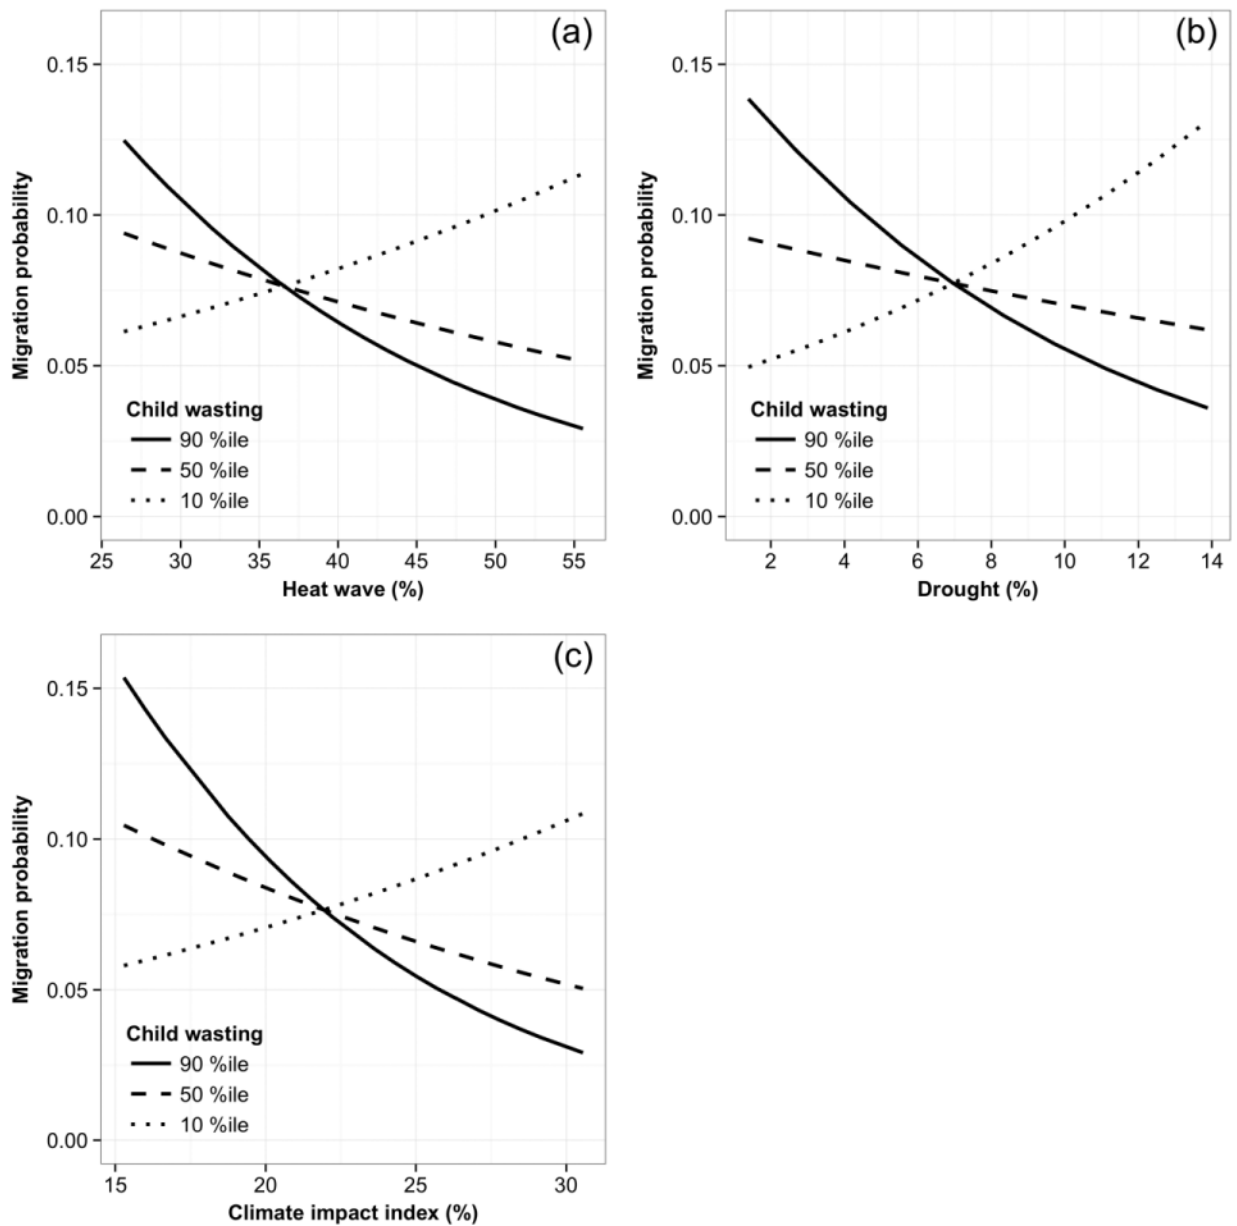 (a)
Migration probability
0.15
0.10
0.05
0.00
Child wasting
90 %ile
50 %ile
10 %ile
25 30 35 40 45 50 55
Heat wave (%)
(b)
Migration probability
0.15
0.10
0.05
0.00
Child wasting
90 %ile
50 %ile
10 %ile
2 4 6 8 10 12 14
Drought (%)
(c)
Migration probability
0.15
0.10
0.05
0.00
Child wasting
90 %ile
50 %ile
10 %ile
15 20 25 30
Climate impact index (%)